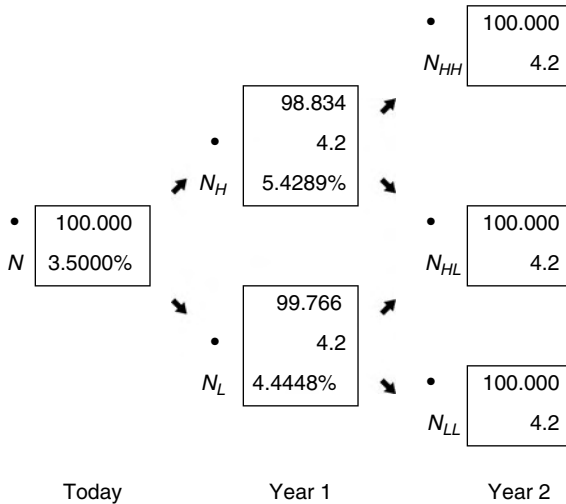 • 100.000
N 3.5000%
98.834
• 4.2
N_H 5.4289%
99.766
• 4.2
N_L 4.4448%
• 100.000
N_HH 4.2
• 100.000
N_HL 4.2
• 100.000
N_LL 4.2
Today Year 1 Year 2